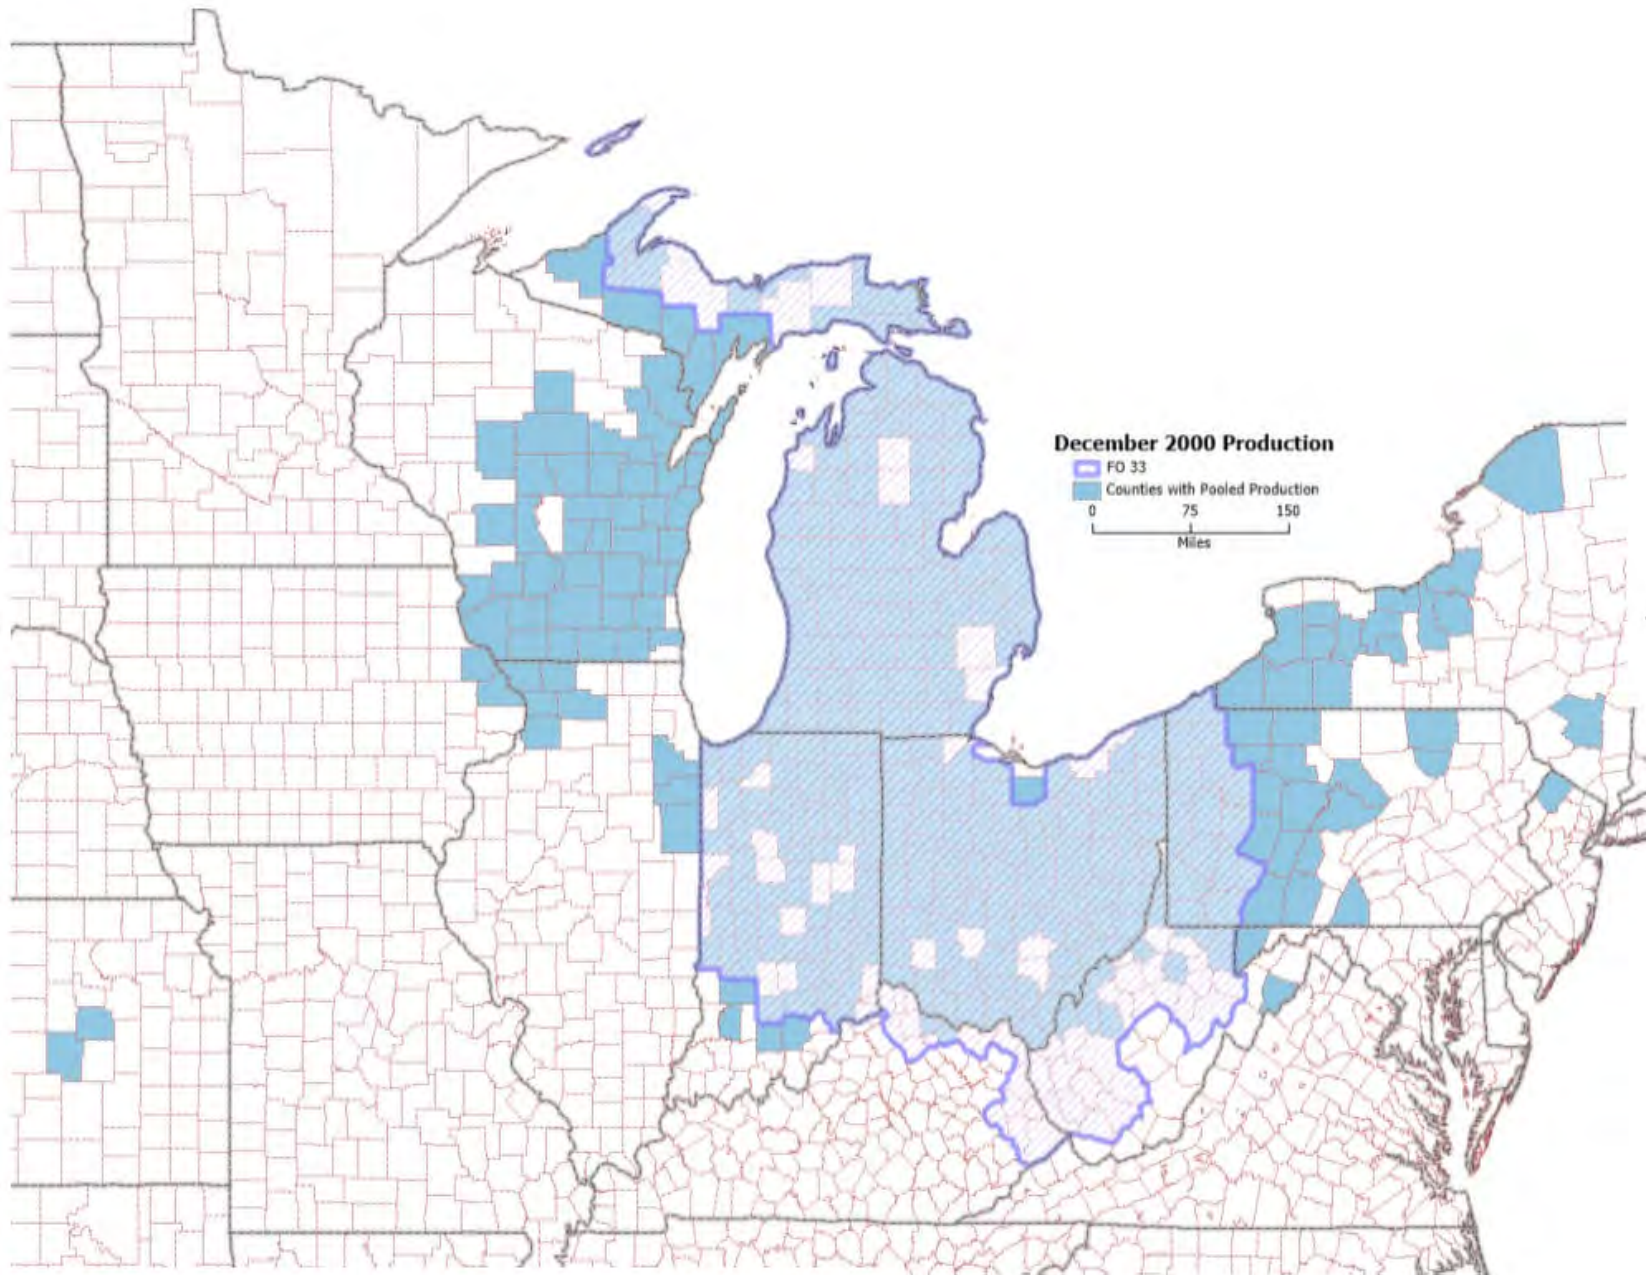 December 2000 Production
FO 33
Counties with Pooled Production
0 75 150
Miles